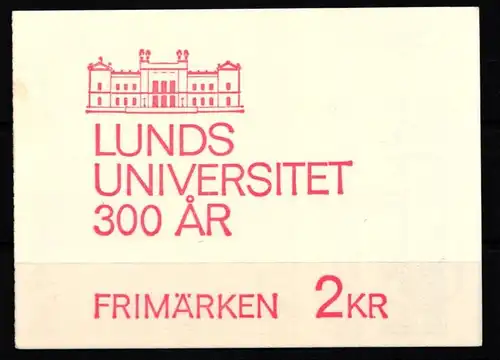 LUNDS
UNIVERSITET
300 ÅR
FRIMÄRKEN 2KR